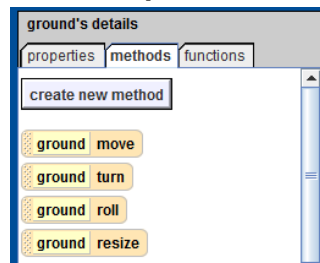 ground's details
properties methods functions
create new method
ground move
ground turn
ground roll
ground resize